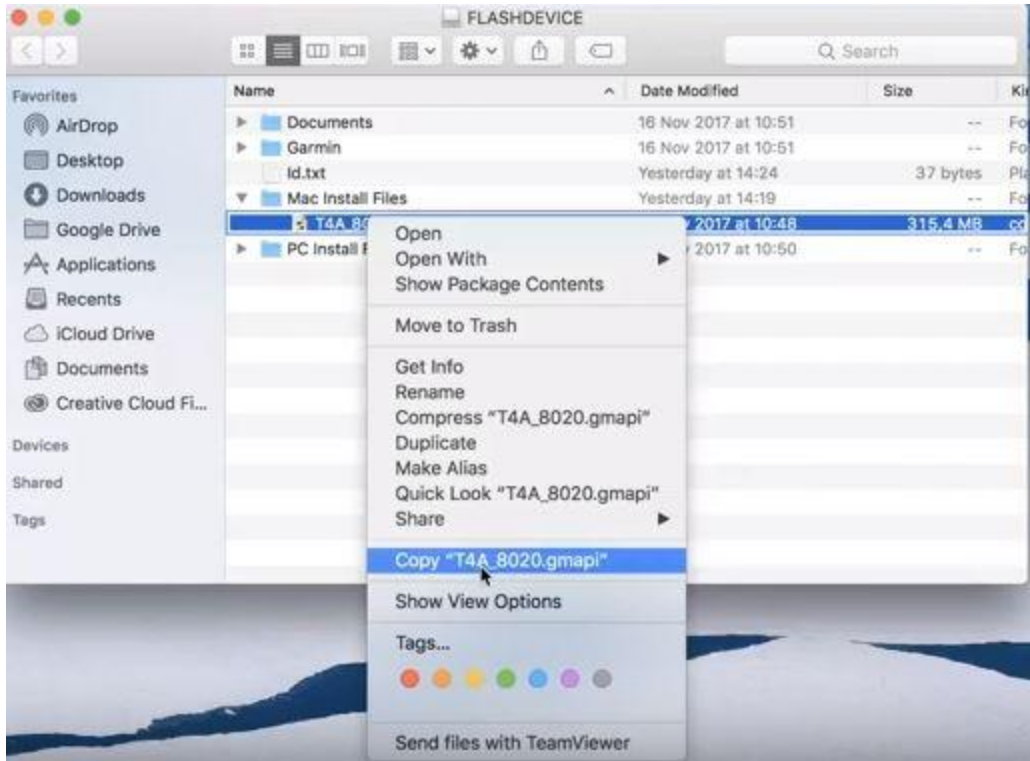 FLASHDEVICE
Search
Favorites
AirDrop
Desktop
Downloads
Google Drive
Applications
Recents
iCloud Drive
Documents
Creative Cloud Fi...
Devices
Shared
Tags
Name Date Modified Size
Documents 16 Nov 2017 at 10:51 --
Garmin 16 Nov 2017 at 10:51 --
Id.txt Yesterday at 14:24 37 bytes
Mac Install Files Yesterday at 14:19 --
2017 at 10:48 315,4 MB
PC Install 2017 at 10:50 --
Open
Open With
Show Package Contents
Move to Trash
Get Info
Rename
Compress "T4A_8020.gmapi"
Duplicate
Make Alias
Quick Look "T4A_8020.gmapi"
Share
Copy "T4A_8020.gmapi"
Show View Options
Tags...
Send files with TeamViewer